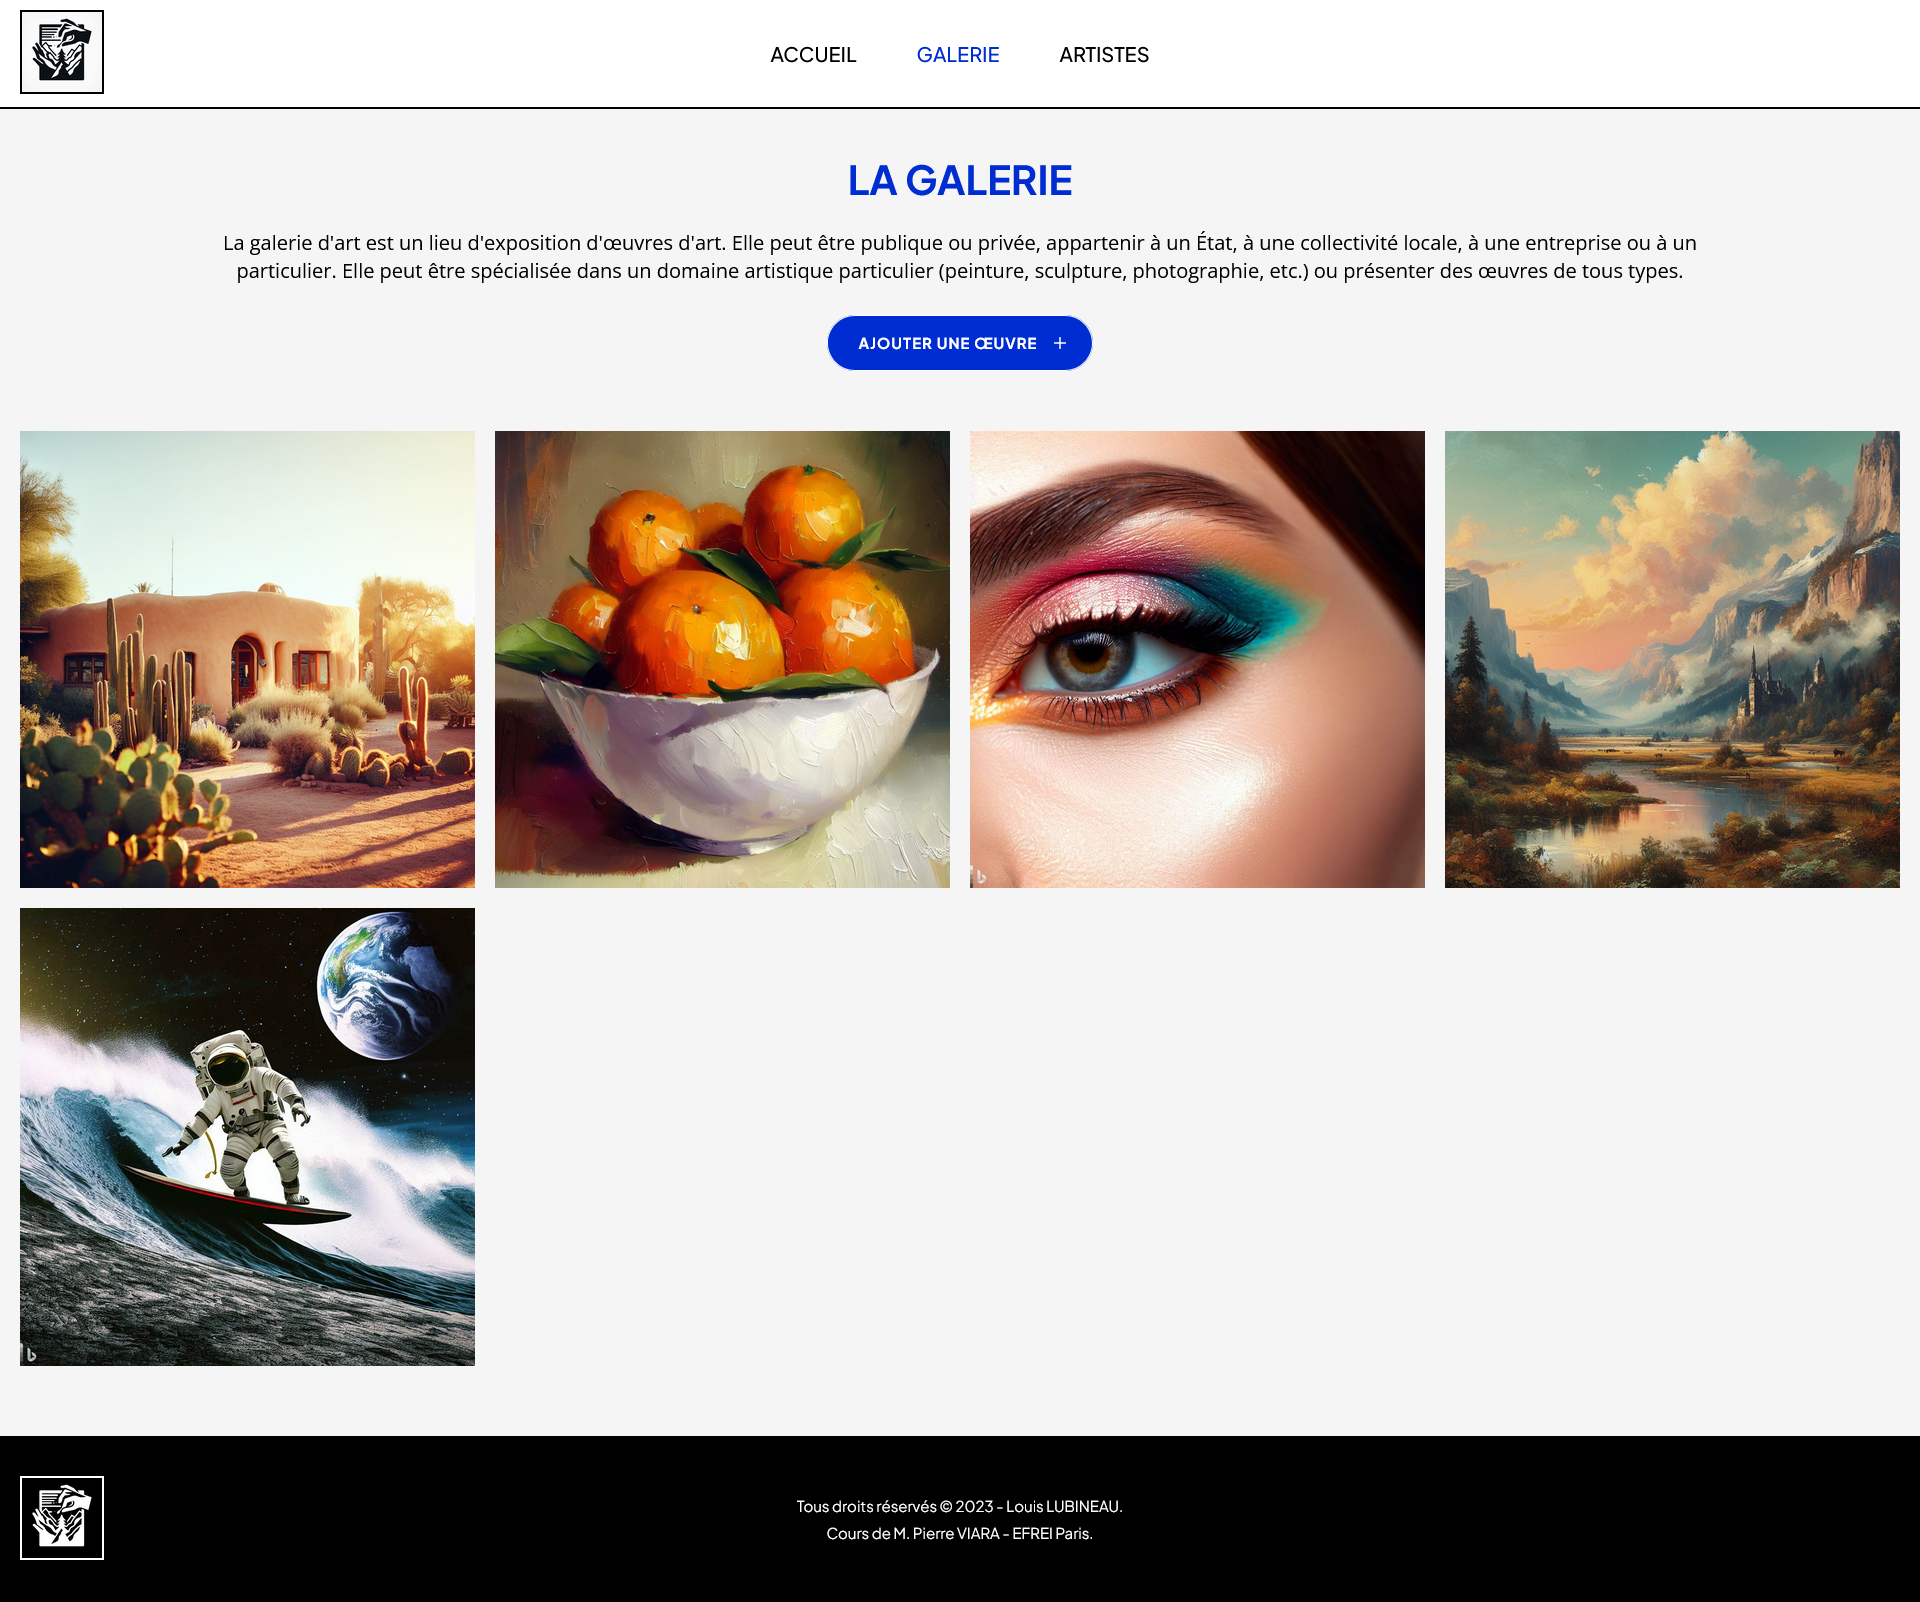 ACCUEIL GALERIE ARTISTES
LA GALERIE
La galerie d'art est un lieu d'exposition d'œuvres d'art. Elle peut être publique ou privée, appartenir à un État, à une collectivité locale, à une entreprise ou à un
particulier. Elle peut être spécialisée dans un domaine artistique particulier (peinture, sculpture, photographie, etc.) ou présenter des œuvres de tous types.
AJOUTER UNE ŒUVRE +
Tous droits réservés © 2023 - Louis LUBINEAU.
Cours de M. Pierre VIARA - EFREI Paris.